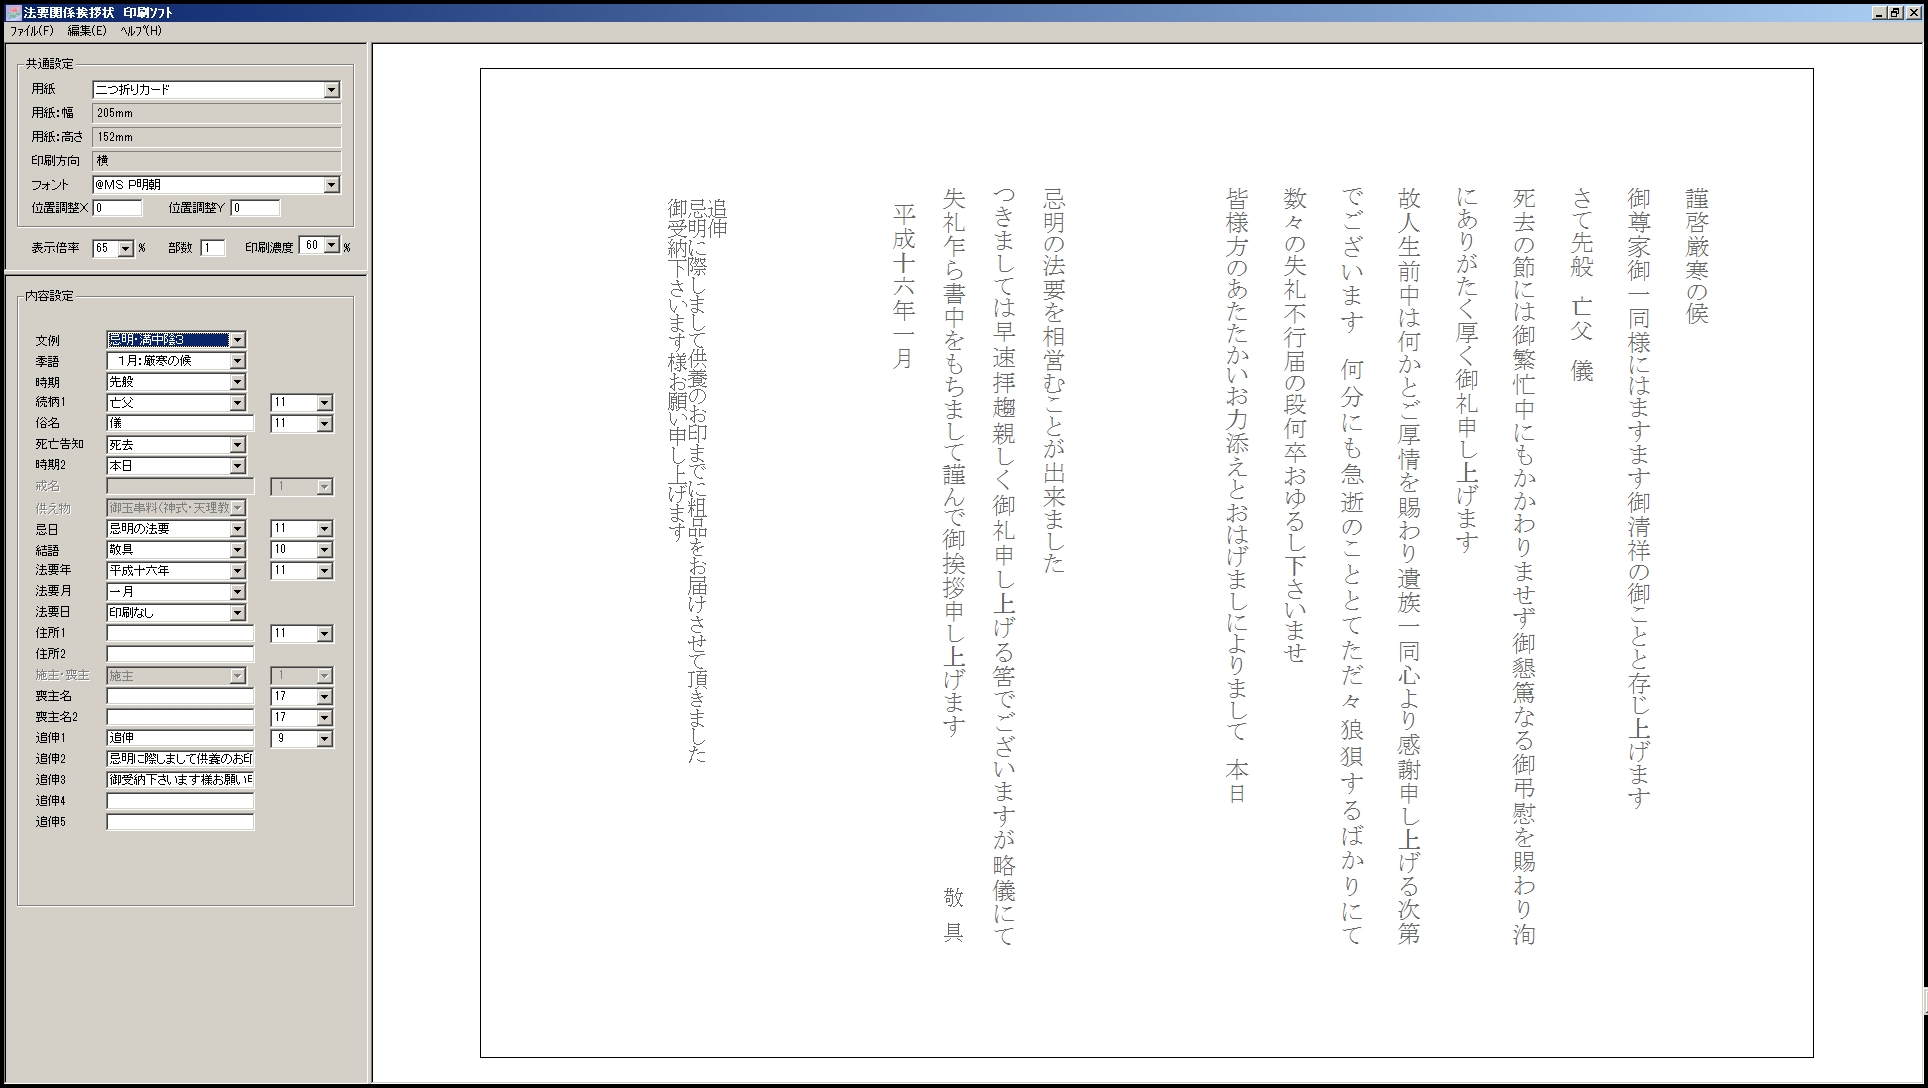 法要関係挨拶状 印刷ソフト
ファイル(F) 編集(E) ヘルプ(H)
共通設定
用紙 二つ折りカード
用紙:幅 205mm
用紙:高さ 152mm
印刷方向 横
フォント @MS P明朝
位置調整X 0 位置調整Y 0
表示倍率 65 % 部数 1 印刷濃度 60 %
内容設定
文例 忌明・満中陰3
季語 1月:厳寒の候
時期 先般
続柄1 亡父 11
俗名 儀 11
死亡告知 死去
時期2 本日
戒名 1
供え物 御玉串料(神式・天理教
忌日 忌明の法要 11
結語 敬具 10
法要年 平成十六年 11
法要月 一月
法要日 印刷なし
住所1 11
住所2
施主・喪主 施主 1
喪主名 17
喪主名2 17
追伸1 追伸 9
追伸2 忌明に際しまして供養のお印
追伸3 御受納下さいます様お願い申
追伸4
追伸5
謹啓厳寒の候
御尊家御一同様にはますます御清祥の御ことと存じ上げます
さて先般 亡父 儀
死去の節には御繁忙中にもかかわりませず御懇篤なる御弔慰を賜わり洵
にありがたく厚く御礼申し上げます
故人生前中は何かとご厚情を賜わり遺族一同心より感謝申し上げる次第
でございます 何分にも急逝のこととてただ々狼狽するばかりにて
数々の失礼不行届の段何卒おゆるし下さいませ
皆様方のあたたかいお力添えとおはげましによりまして 本日
忌明の法要を相営むことが出来ました
つきましては早速拝趨親しく御礼申し上げる筈でございますが略儀にて
失礼乍ら書中をもちまして謹んで御挨拶申し上げます 敬具
平成十六年一月
追伸
忌明に際しまして供養のお印までに粗品をお届けさせて頂きました
御受納下さいます様お願い申し上げます